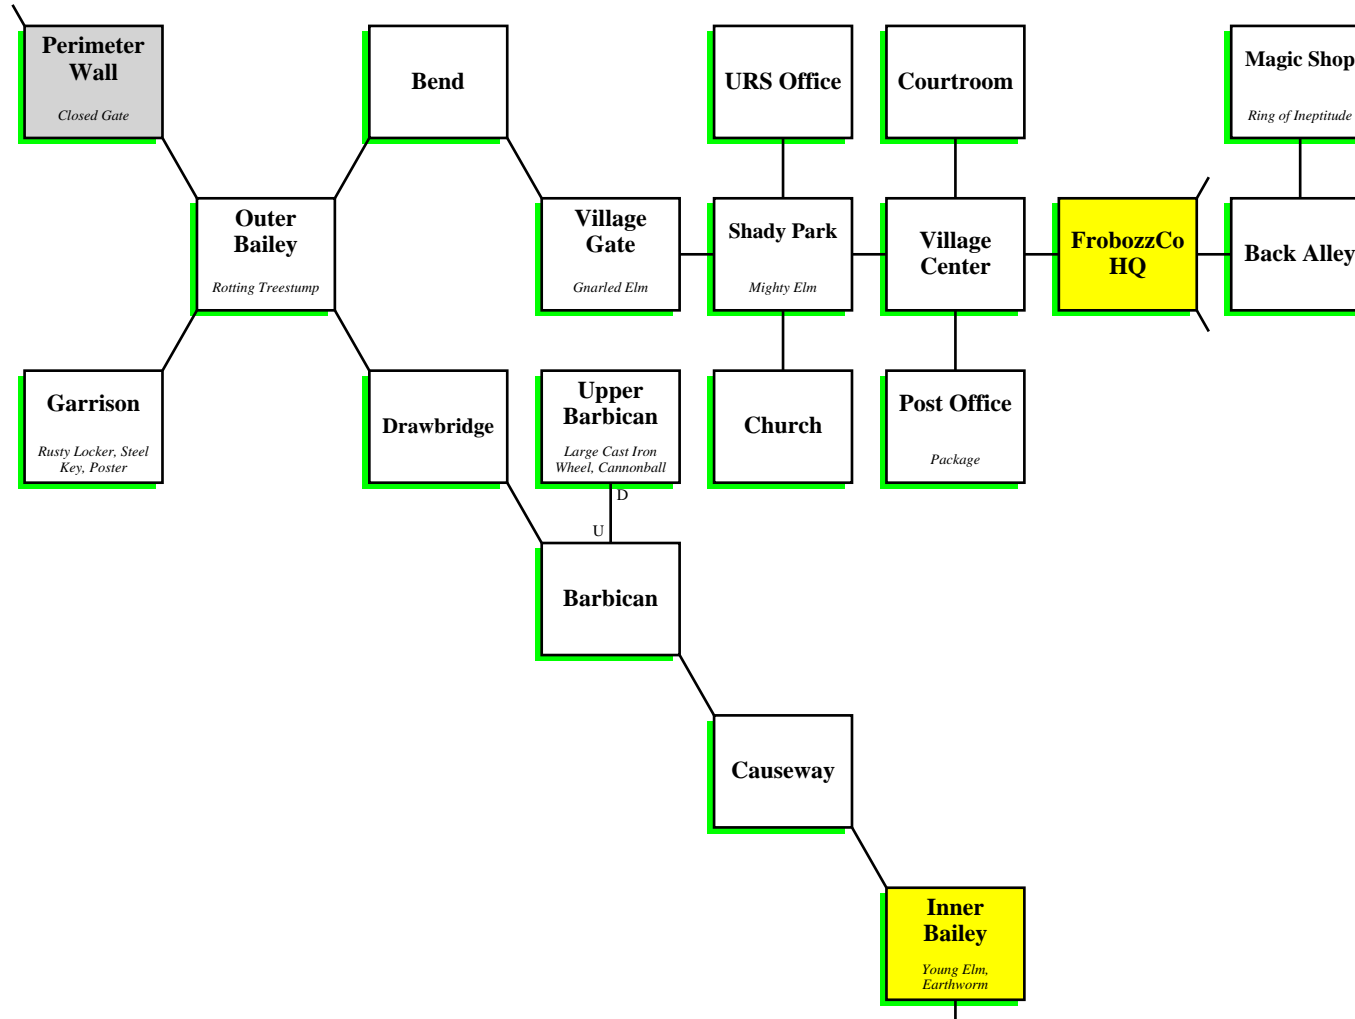 Perimeter
Wall
Closed Gate
Bend
URS Office
Courtroom
Magic Shop
Ring of Ineptitude
Outer
Bailey
Rotting Treestump
Village
Gate
Gnarled Elm
Shady Park
Mighty Elm
Village
Center
FrobozzCo
HQ
Back Alley
Garrison
Rusty Locker, Steel
Key, Poster
Drawbridge
Upper
Barbican
Large Cast Iron
Wheel, Cannonball
Church
Post Office
Package
D
U
Barbican
Causeway
Inner
Bailey
Young Elm,
Earthworm